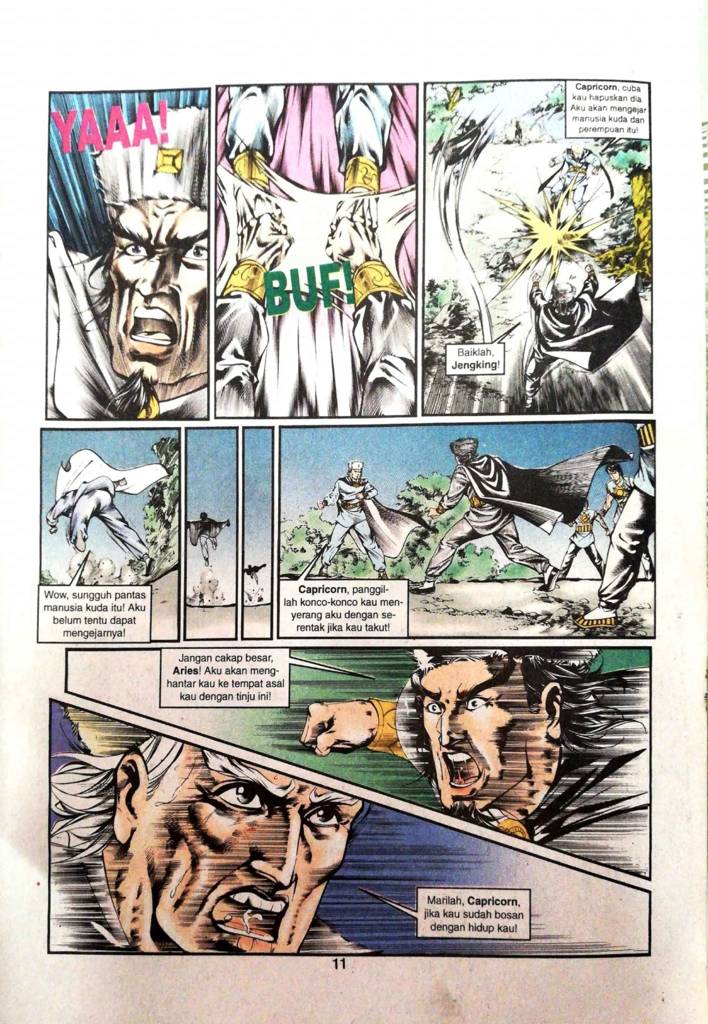 YAAA!
BUF!
Capricorn, cuba
kau hapuskan dia.
Aku akan mengejar
manusia kuda dan
perempuan itu!
Baiklah,
Jengking!
Wow, sungguh pantas
manusia kuda itu! Aku
belum tentu dapat
mengejarnya!
Capricorn, panggil-
lah konco-konco kau men-
yerang aku dengan se-
rentak jika kau takut!
Jangan cakap besar,
Aries! Aku akan meng-
hantar kau ke tempat asal
kau dengan tinju ini!
Marilah, Capricorn,
jika kau sudah bosan
dengan hidup kau!
11